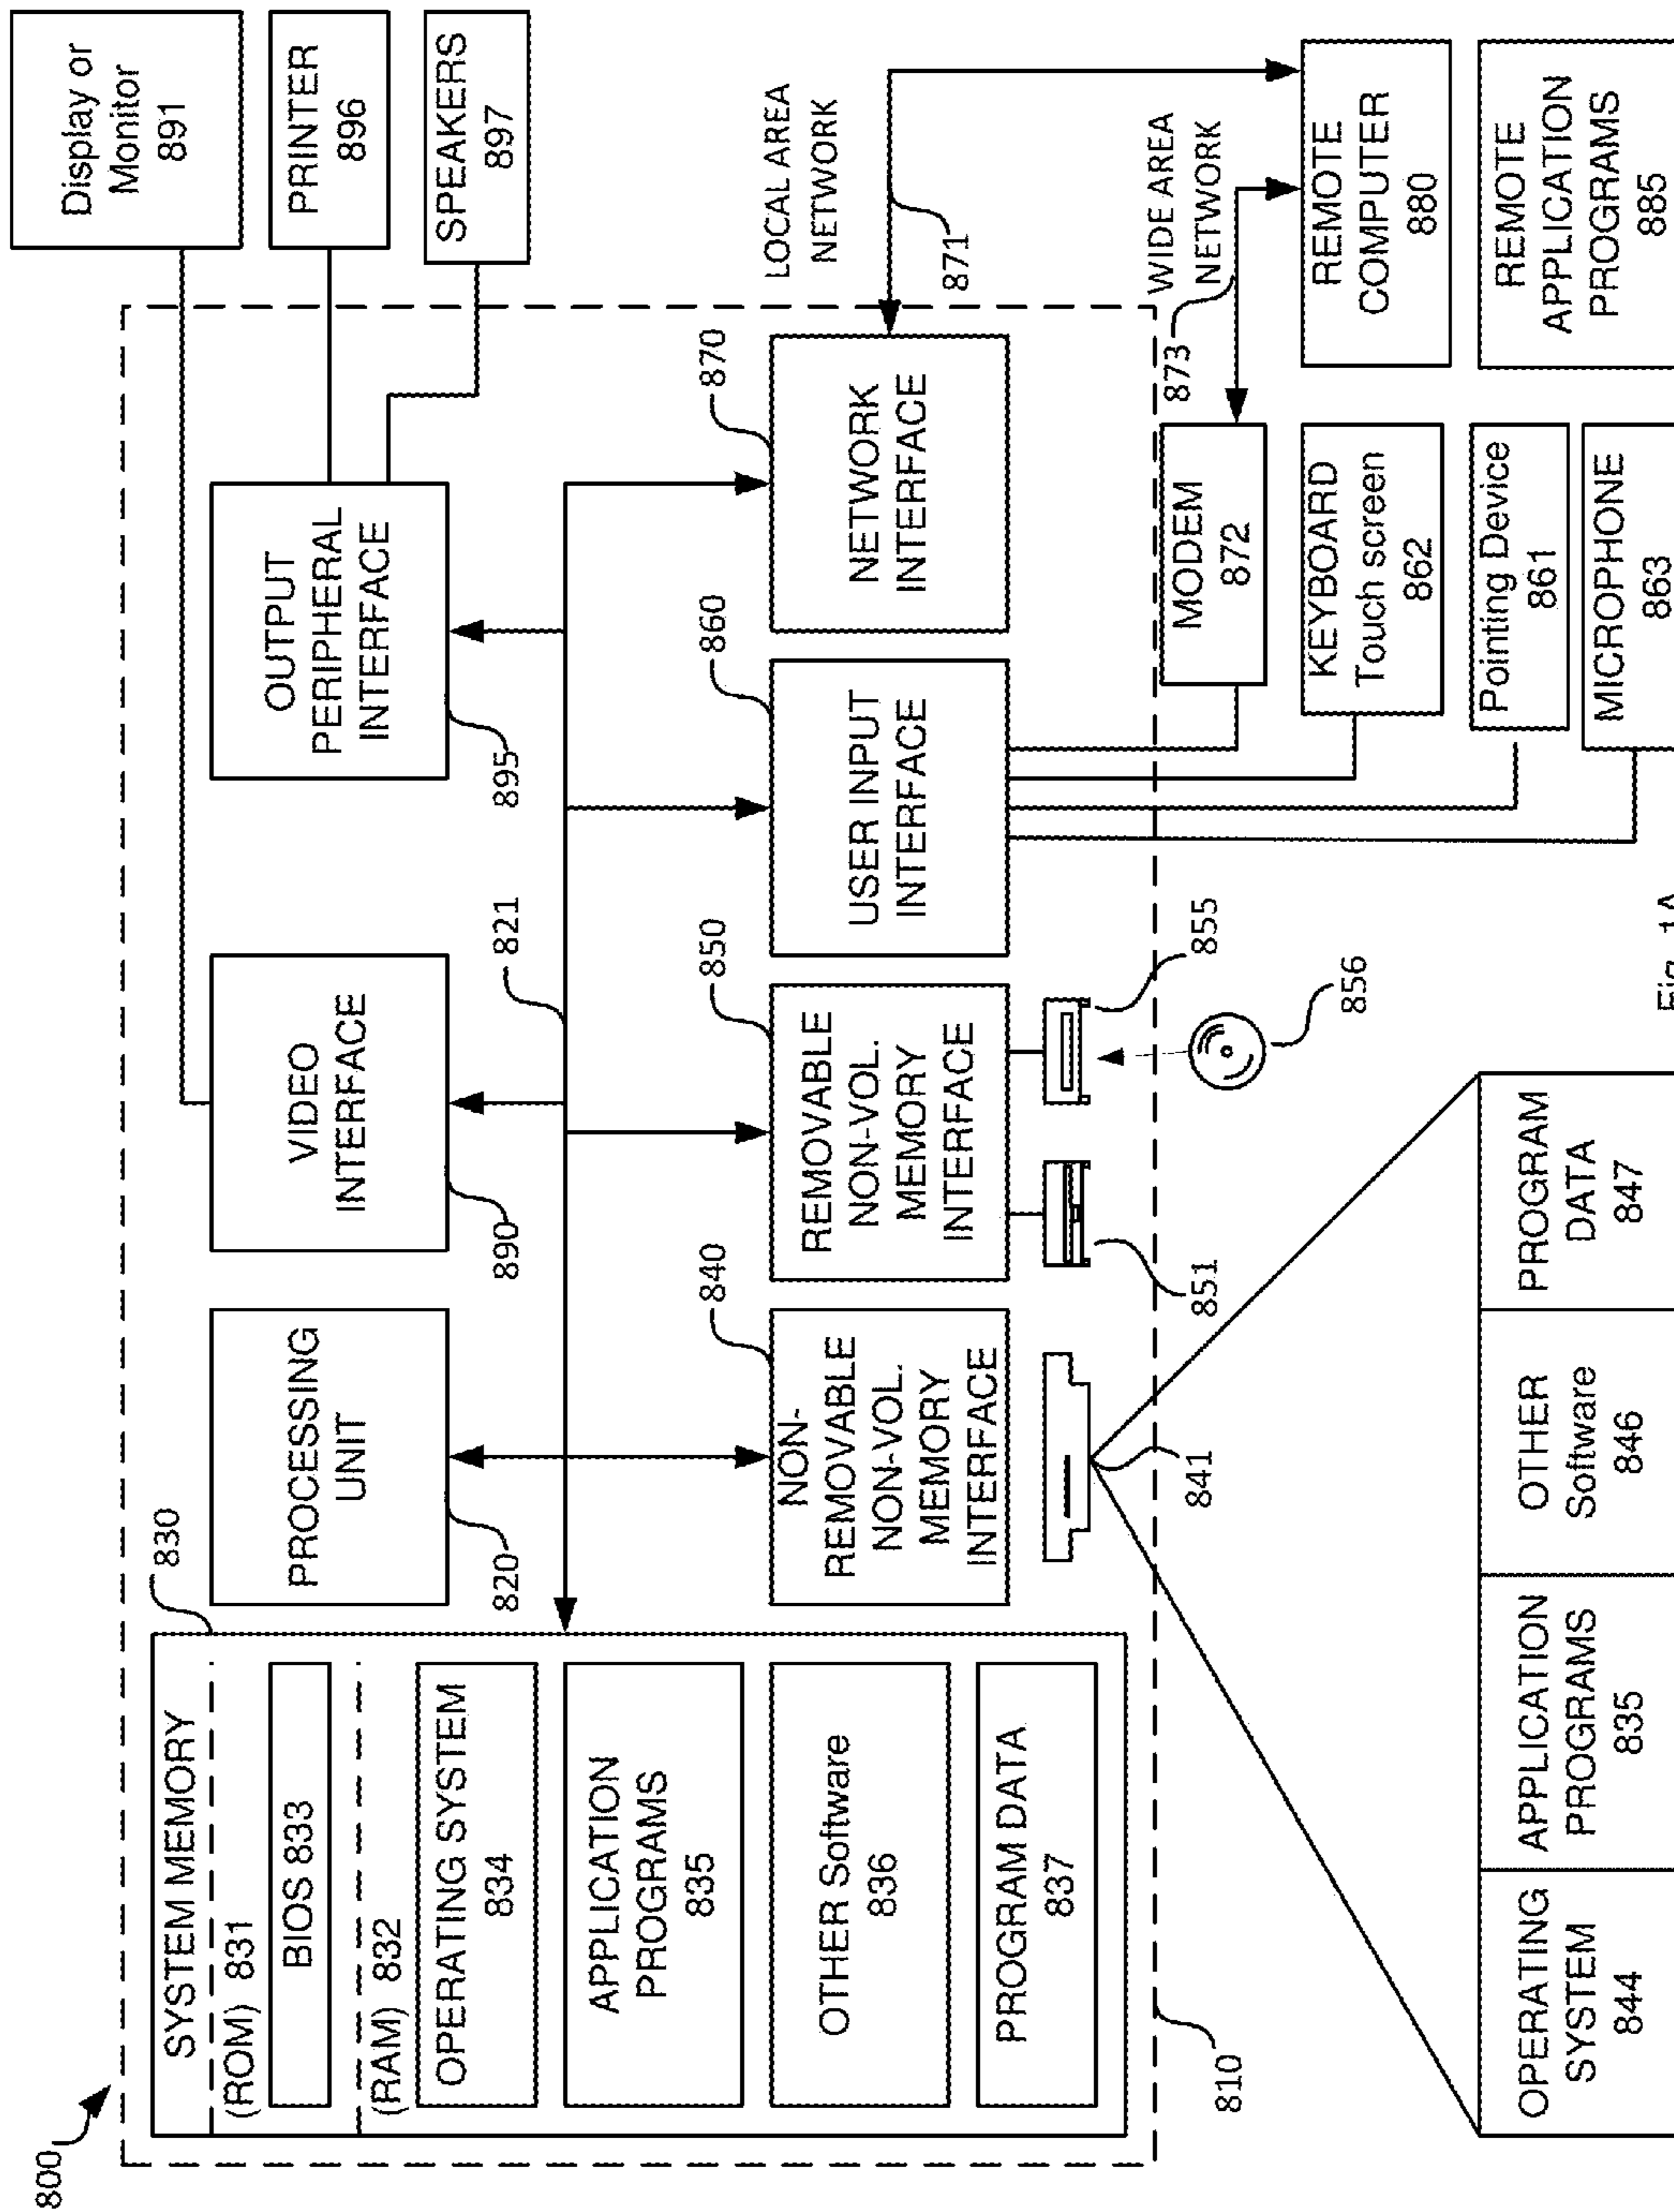 800
SYSTEM MEMORY
(ROM) 831
BIOS 833
(RAM) 832
OPERATING SYSTEM
834
APPLICATION
PROGRAMS
835
OTHER Software
836
PROGRAM DATA
837
830
810
PROCESSING
UNIT
820
VIDEO
INTERFACE
890
821
OUTPUT
PERIPHERAL
INTERFACE
895
Display or
Monitor
891
PRINTER
896
SPEAKERS
897
NON-
REMOVABLE
NON-VOL.
MEMORY
INTERFACE
840
REMOVABLE
NON-VOL.
MEMORY
INTERFACE
850
USER INPUT
INTERFACE
860
NETWORK
INTERFACE
870
LOCAL AREA
NETWORK
871
841
851
855
856
WIDE AREA
NETWORK
873
MODEM
872
KEYBOARD
Touch screen
862
Pointing Device
861
MICROPHONE
863
REMOTE
COMPUTER
880
REMOTE
APPLICATION
PROGRAMS
885
OPERATING
SYSTEM
844
APPLICATION
PROGRAMS
835
OTHER
Software
846
PROGRAM
DATA
847
Fig. 1A